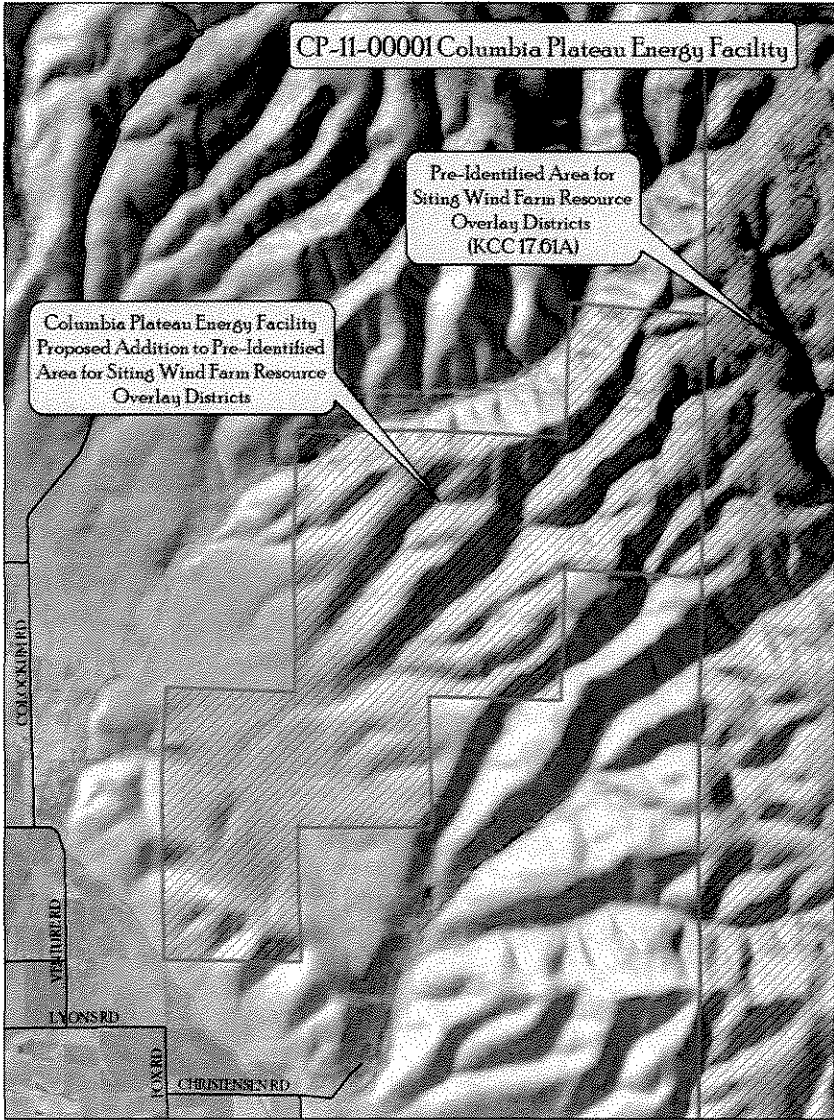 CP-11-00001 Columbia Plateau Energy Facility
Pre-Identified Area for
Siting Wind Farm Resource
Overlay Districts
(KCC 17.61A)
Columbia Plateau Energy Facility
Proposed Addition to Pre-Identified
Area for Siting Wind Farm Resource
Overlay Districts
COLOCKUM RD
VENTURE RD
LYONS RD
FOX RD
CHRISTENSEN RD